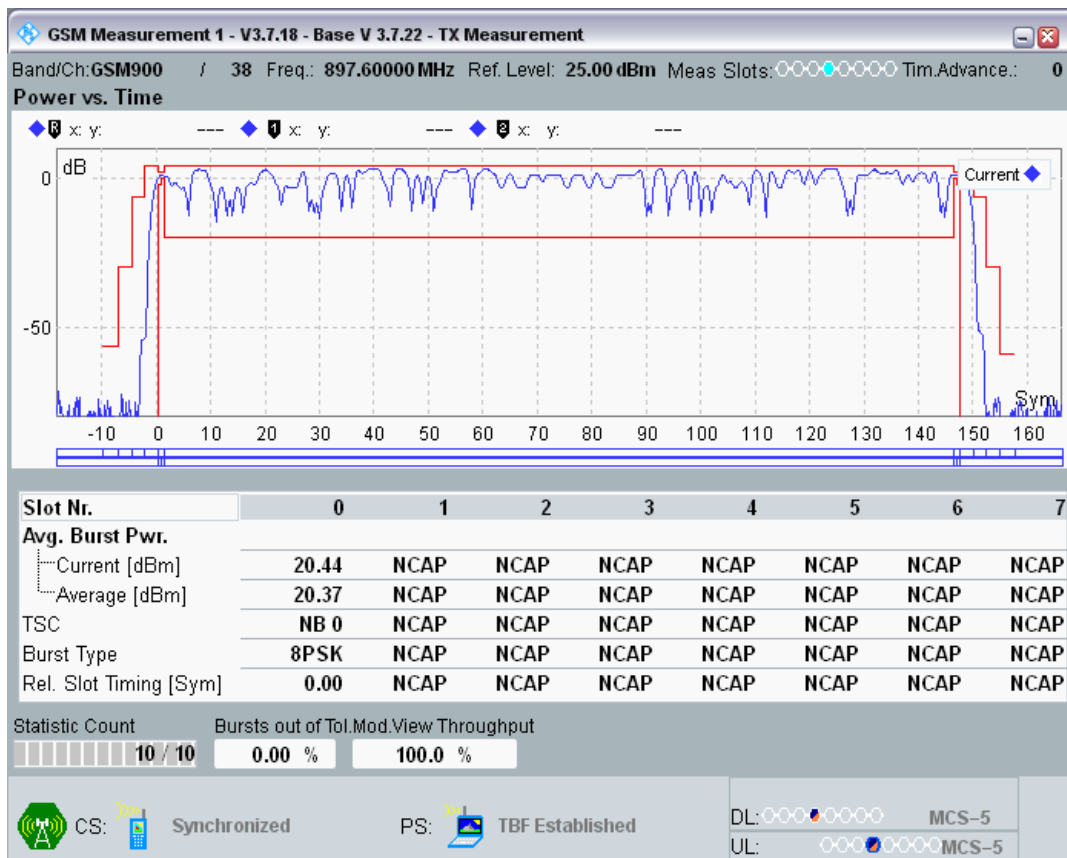 GSM Measurement 1 - V3.7.18 - Base V 3.7.22 - TX Measurement
Band/Ch:GSM900 / 38 Freq.: 897.60000 MHz Ref. Level: 25.00 dBm Meas Slots: Tim.Advance.: 0
Power vs. Time
R x: y: --- 1 x: y: --- 2 x: y: ---
dB
0
Current
-50
Sym
-10 0 10 20 30 40 50 60 70 80 90 100 110 120 130 140 150 160
Slot Nr. 0 1 2 3 4 5 6 7
Avg. Burst Pwr.
Current [dBm] 20.44 NCAP NCAP NCAP NCAP NCAP NCAP NCAP
Average [dBm] 20.37 NCAP NCAP NCAP NCAP NCAP NCAP NCAP
TSC NB 0 NCAP NCAP NCAP NCAP NCAP NCAP NCAP
Burst Type 8PSK NCAP NCAP NCAP NCAP NCAP NCAP NCAP
Rel. Slot Timing [Sym] 0.00 NCAP NCAP NCAP NCAP NCAP NCAP NCAP
Statistic Count Bursts out of Tol. Mod.View Throughput
10 / 10 0.00 % 100.0 %
CS: Synchronized PS: TBF Established
DL: MCS-5
UL: MCS-5